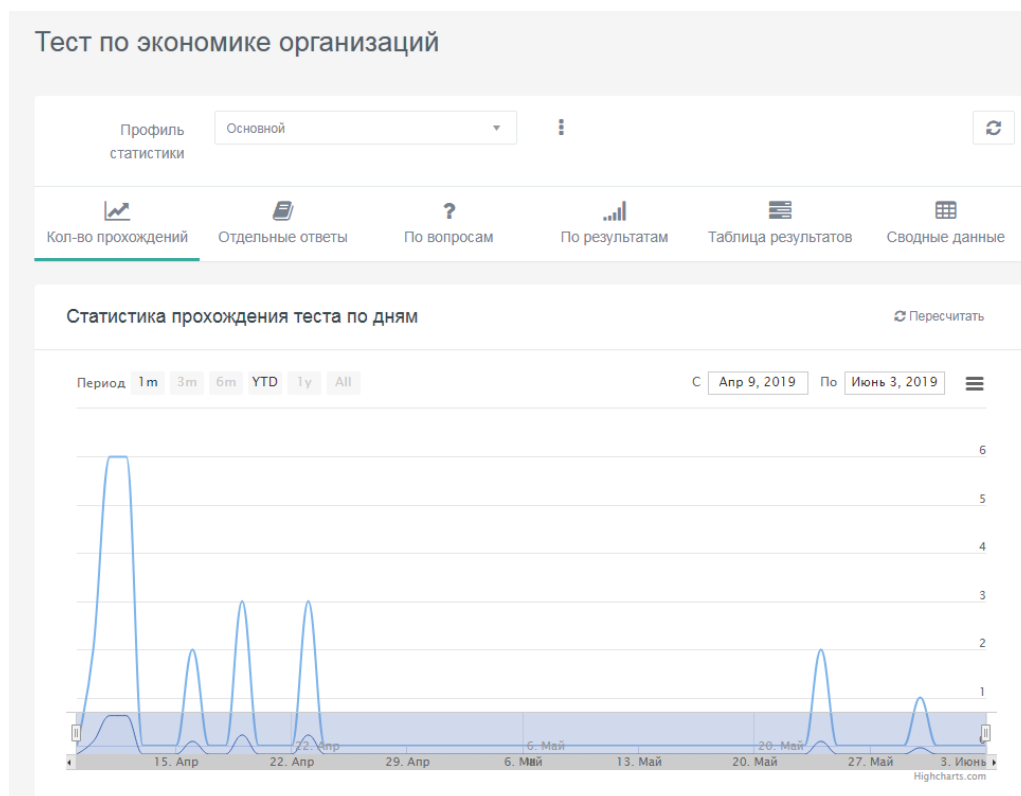 Тест по экономике организаций
Профиль статистики
Основной
Кол-во прохождений
Отдельные ответы
? По вопросам
По результатам
Таблица результатов
Сводные данные
Статистика прохождения теста по дням
Пересчитать
Период 1m 3m 6m YTD 1y All
С Апр 9, 2019 По Июнь 3, 2019
6
5
4
3
2
1
0
22. Апр 6. Май 20. Май
15. Апр 22. Апр 29. Апр 6. Май 13. Май 20. Май 27. Май 3. Июнь
Highcharts.com